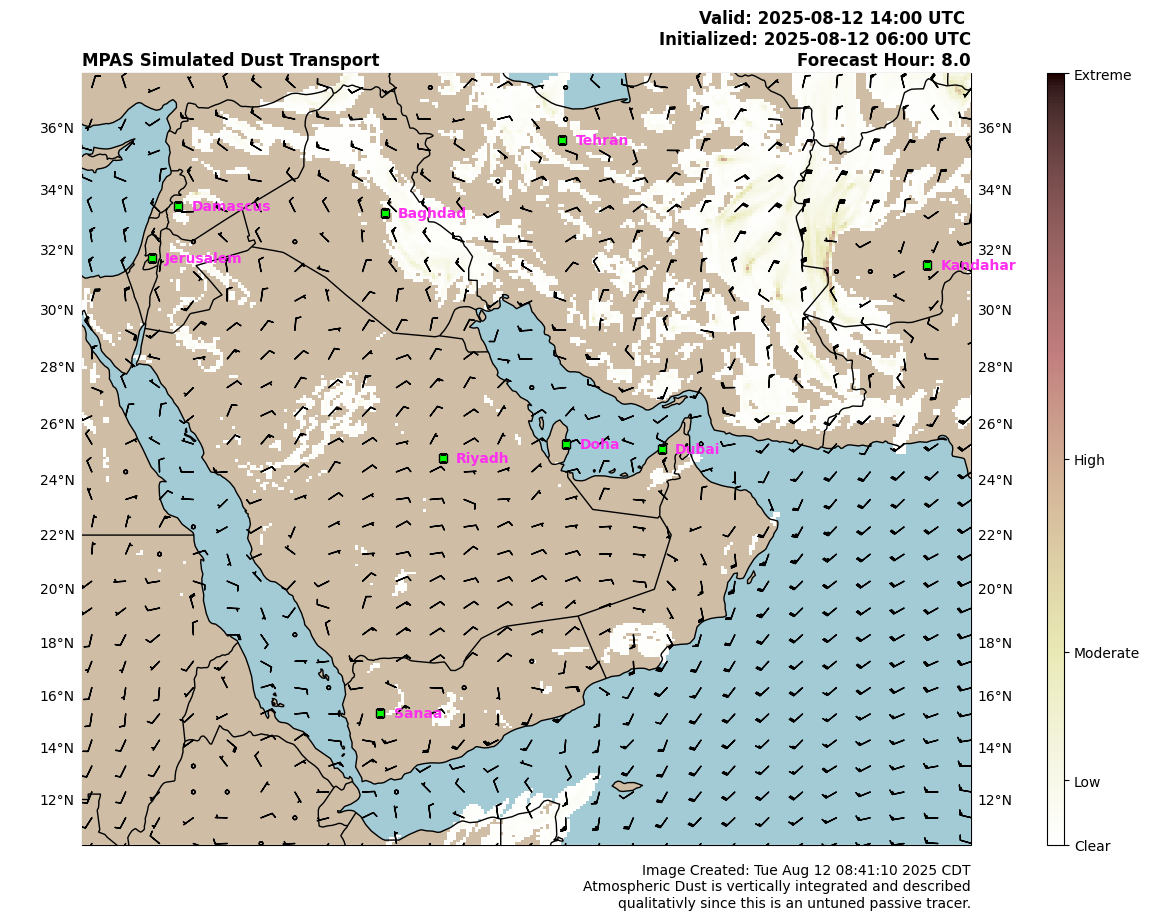 Valid: 2025-08-12 14:00 UTC
Initialized: 2025-08-12 06:00 UTC
MPAS Simulated Dust Transport
Forecast Hour: 8.0
Extreme
36°N
36°N
Tehran
34°N
34°N
Damascus
Baghdad
32°N
32°N
Jerusalem
Kandahar
30°N
30°N
28°N
28°N
26°N
26°N
Doha
Dubai
Riyadh
High
24°N
24°N
22°N
22°N
20°N
20°N
18°N
18°N
Moderate
16°N
16°N
Sanaa
14°N
14°N
Low
12°N
12°N
Clear
Image Created: Tue Aug 12 08:41:10 2025 CDT
Atmospheric Dust is vertically integrated and described
qualitativly since this is an untuned passive tracer.